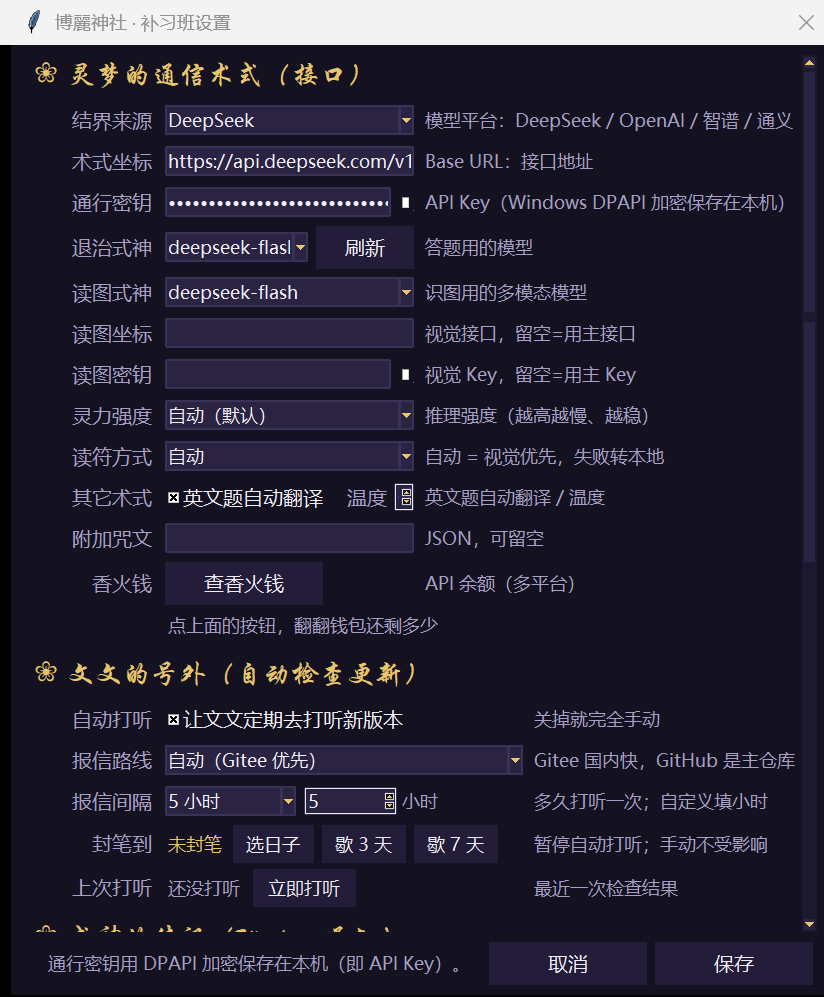 博麗神社 · 补习班设置
灵梦的通信术式（接口）
结界来源 DeepSeek 模型平台：DeepSeek / OpenAI / 智谱 / 通义
术式坐标 https://api.deepseek.com/v1 Base URL：接口地址
通行密钥 API Key（Windows DPAPI 加密保存在本机）
退治式神 deepseek-flasl 刷新 答题用的模型
读图式神 deepseek-flash 识图用的多模态模型
读图坐标 视觉接口，留空=用主接口
读图密钥 视觉 Key，留空=用主 Key
灵力强度 自动（默认） 推理强度（越高越慢、越稳）
读符方式 自动 自动 = 视觉优先，失败转本地
其它术式 英文题自动翻译 温度 英文题自动翻译 / 温度
附加咒文 JSON，可留空
香火钱 查香火钱 API 余额（多平台）
点上面的按钮，翻翻钱包还剩多少
文文的号外（自动检查更新）
自动打听 让文文定期去打听新版本 关掉就完全手动
报信路线 自动（Gitee 优先） Gitee 国内快，GitHub 是主仓库
报信间隔 5 小时 5 小时 多久打听一次；自定义填小时
封笔到 未封笔 选日子 歇 3 天 歇 7 天 暂停自动打听；手动不受影响
上次打听 还没打听 立即打听 最近一次检查结果
通行密钥用 DPAPI 加密保存在本机（即 API Key）。 取消 保存